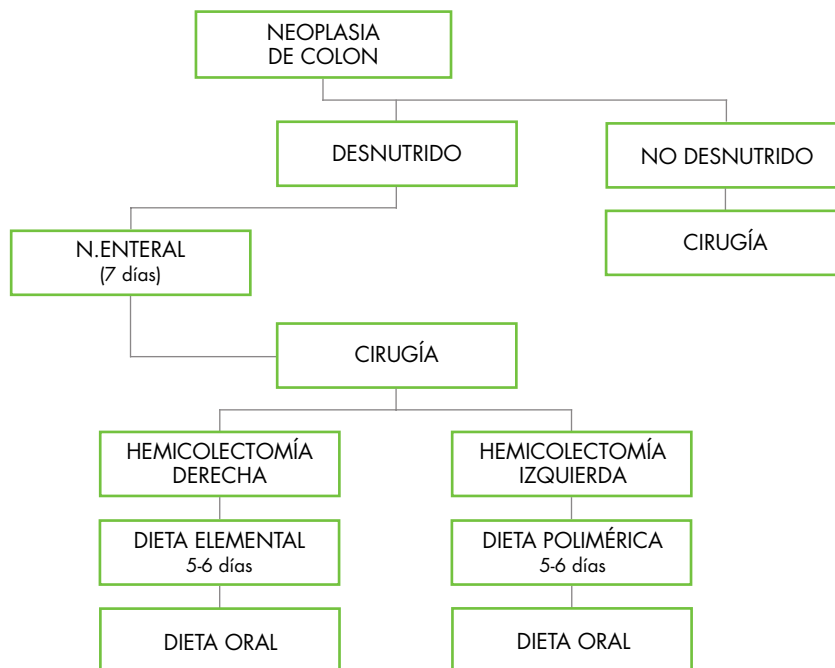 NEOPLASIA
DE COLON
DESNUTRIDO
NO DESNUTRIDO
N.ENTERAL
(7 días)
CIRUGÍA
CIRUGÍA
HEMICOLECTOMÍA
DERECHA
HEMICOLECTOMÍA
IZQUIERDA
DIETA ELEMENTAL
5-6 días
DIETA POLIMÉRICA
5-6 días
DIETA ORAL
DIETA ORAL